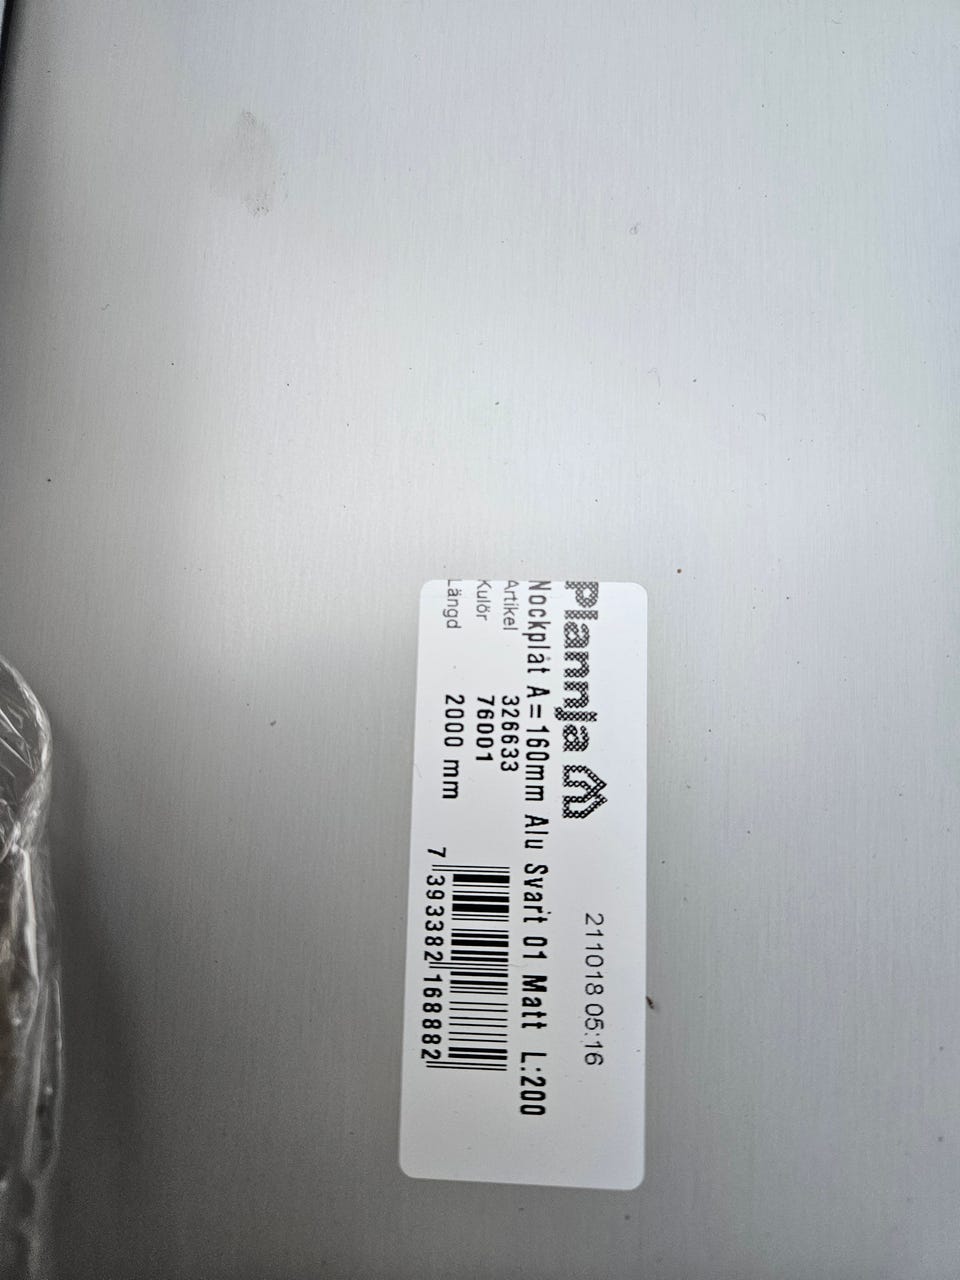 Plannja
211018 05:16
Nockplåt A=160mm Alu Svart 01 Matt L:200
Artikel 326633
Kulör 76001
Längd 2000 mm
7 393382 168882